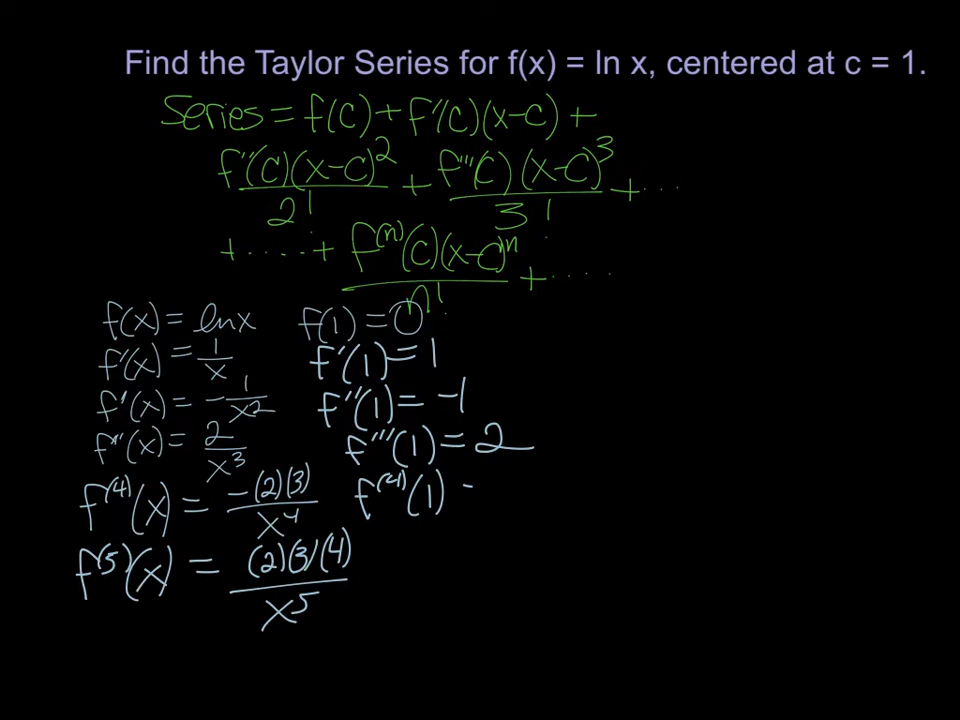 Find the Taylor Series for f(x) = ln x, centered at c = 1.
Series = f(c) + f'(c)(x-c) +
f''(c)(x-c)^2 / 2! + f'''(c)(x-c)^3 / 3! + ...
+ .... + f^(n)(c)(x-c)^n / n! + ....
f(x) = ln x f(1) = 0
f'(x) = 1/x f'(1) = 1
f''(x) = -1/x^2 f''(1) = -1
f'''(x) = 2/x^3 f'''(1) = 2
f^(4)(x) = -(2)(3)/x^4 f^(4)(1) -
f^(5)(x) = (2)(3)(4)/x^5